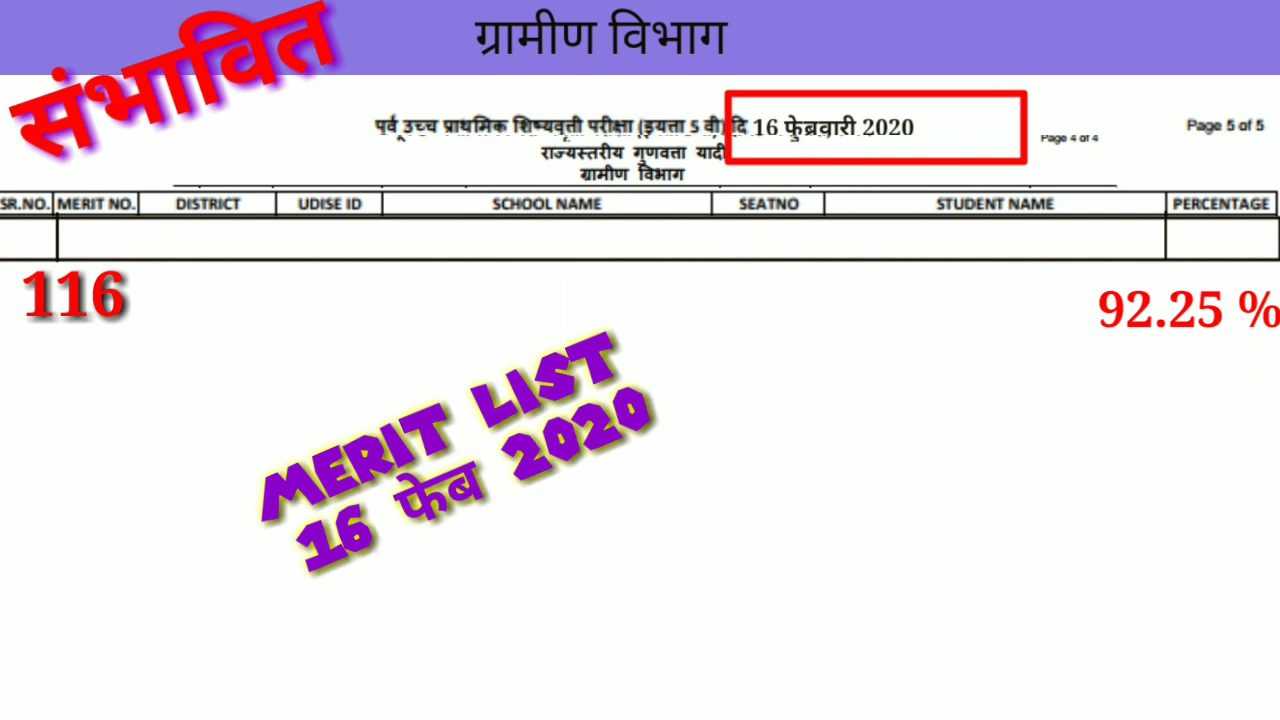 संभावित
ग्रामीण विभाग
पूर्व उच्च प्राथमिक शिष्यवृत्ती परीक्षा (इयत्ता 5 वी) दि 16 फेब्रुवारी 2020
Page 4 of 4
Page 5 of 5
राज्यस्तरीय गुणवत्ता यादी
ग्रामीण विभाग
SR.NO. MERIT NO. DISTRICT UDISE ID SCHOOL NAME SEATNO STUDENT NAME PERCENTAGE
116
92.25 %
MERIT LIST
16 फेब 2020